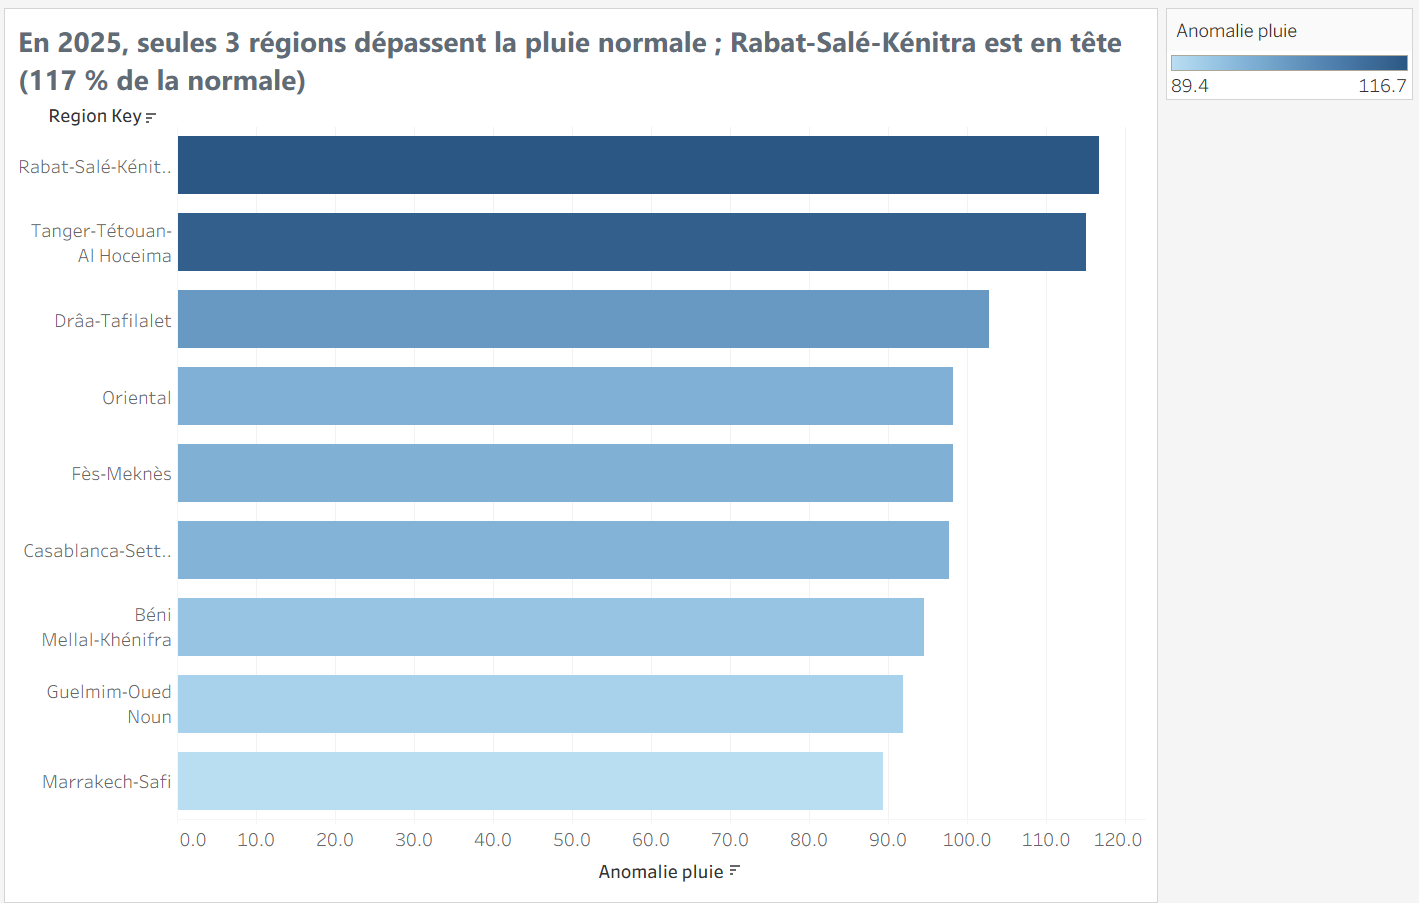 En 2025, seules 3 régions dépassent la pluie normale ; Rabat-Salé-Kénitra est en tête
(117 % de la normale)
Anomalie pluie
89.4 116.7
Region Key
Rabat-Salé-Kénit..
Tanger-Tétouan-
Al Hoceima
Drâa-Tafilalet
Oriental
Fès-Meknès
Casablanca-Sett..
Béni
Mellal-Khénifra
Guelmim-Oued
Noun
Marrakech-Safi
0.0 10.0 20.0 30.0 40.0 50.0 60.0 70.0 80.0 90.0 100.0 110.0 120.0
Anomalie pluie